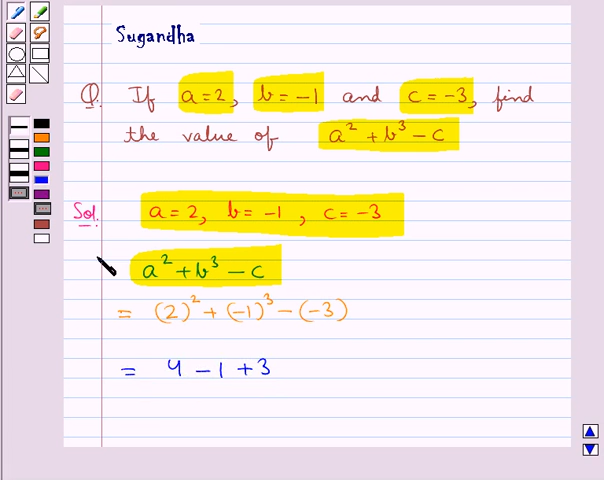 Sugandha
Q. If a=2, b=-1 and c=-3, find
the value of a² + b³ - c
Sol. a=2, b=-1, c=-3
a² + b³ - c
= (2)² + (-1)³ - (-3)
= 4 - 1 + 3